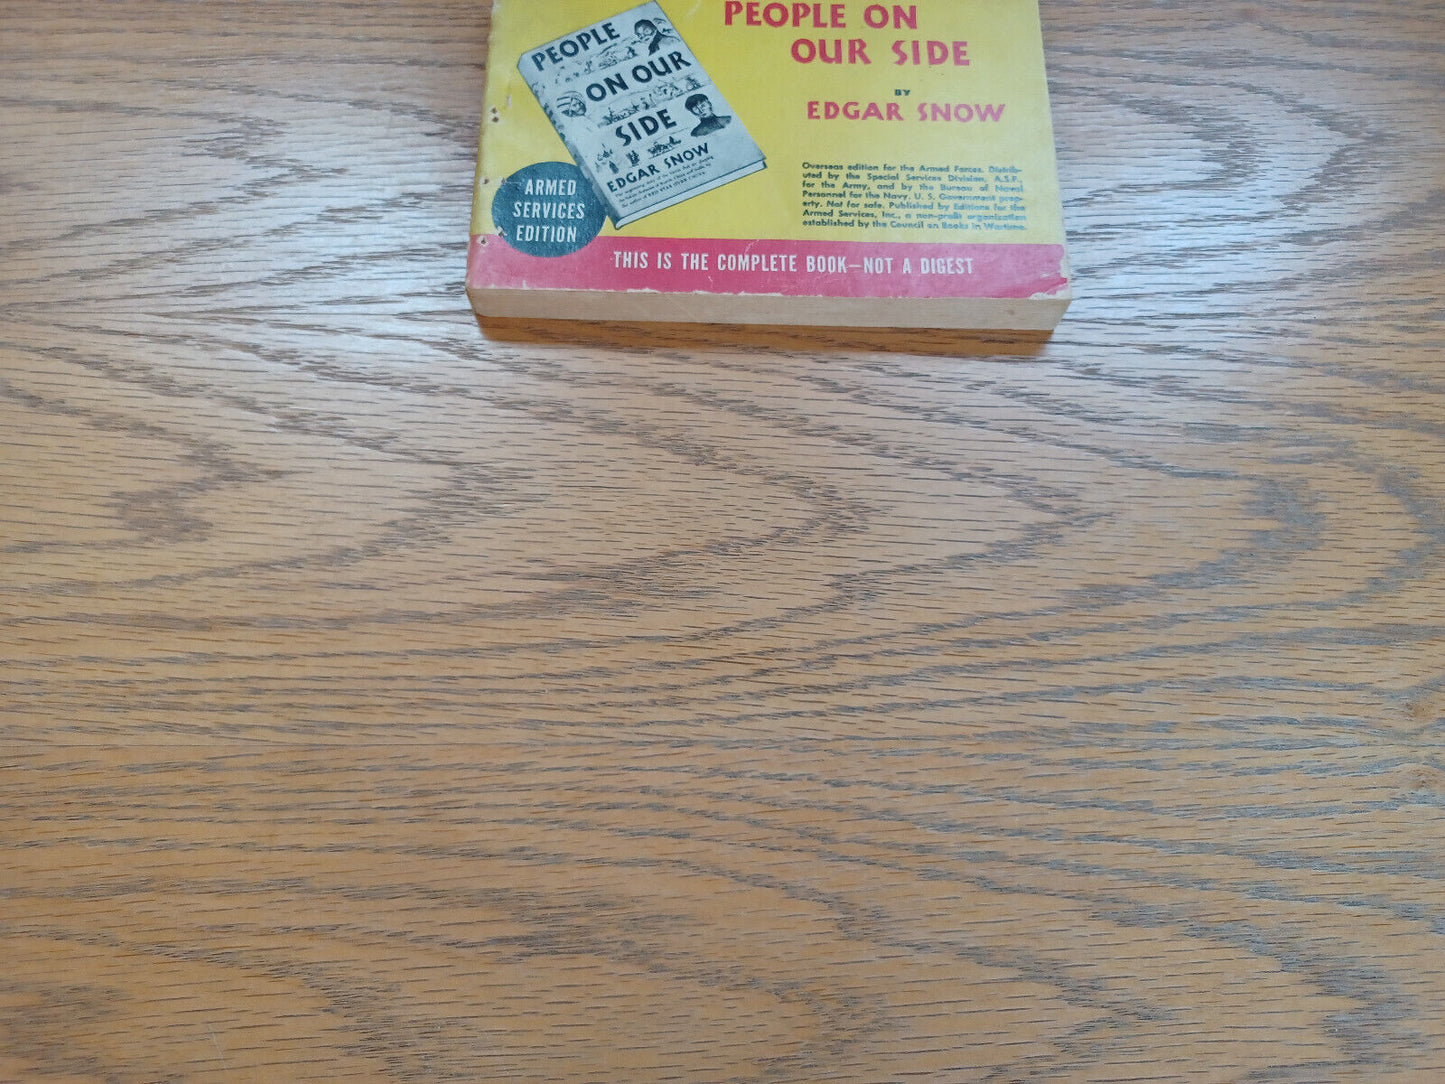 PEOPLE ON
OUR SIDE
BY
EDGAR SNOW
PEOPLE
ON OUR
SIDE
EDGAR SNOW
Overseas edition for the Armed Forces. Distrib-
uted by the Special Services Division, A.S.F.,
for the Army, and by the Bureau of Naval
Personnel for the Navy. U. S. Government prop-
erty. Not for sale. Published by Editions for the
Armed Services, Inc., a non-profit organization
established by the Council on Books in Wartime.
ARMED
SERVICES
EDITION
THIS IS THE COMPLETE BOOK—NOT A DIGEST